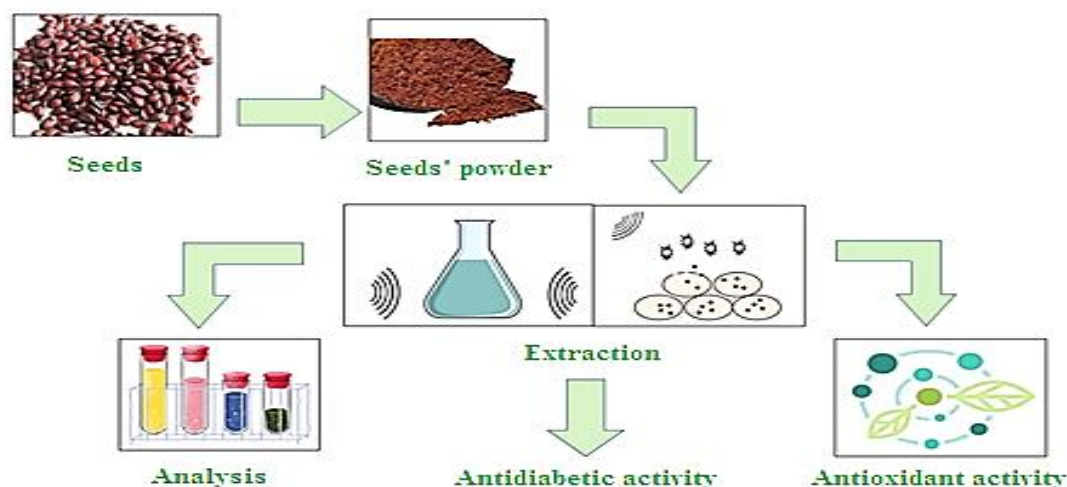 Seeds
Seeds' powder
Extraction
Analysis
Antidiabetic activity
Antioxidant activity